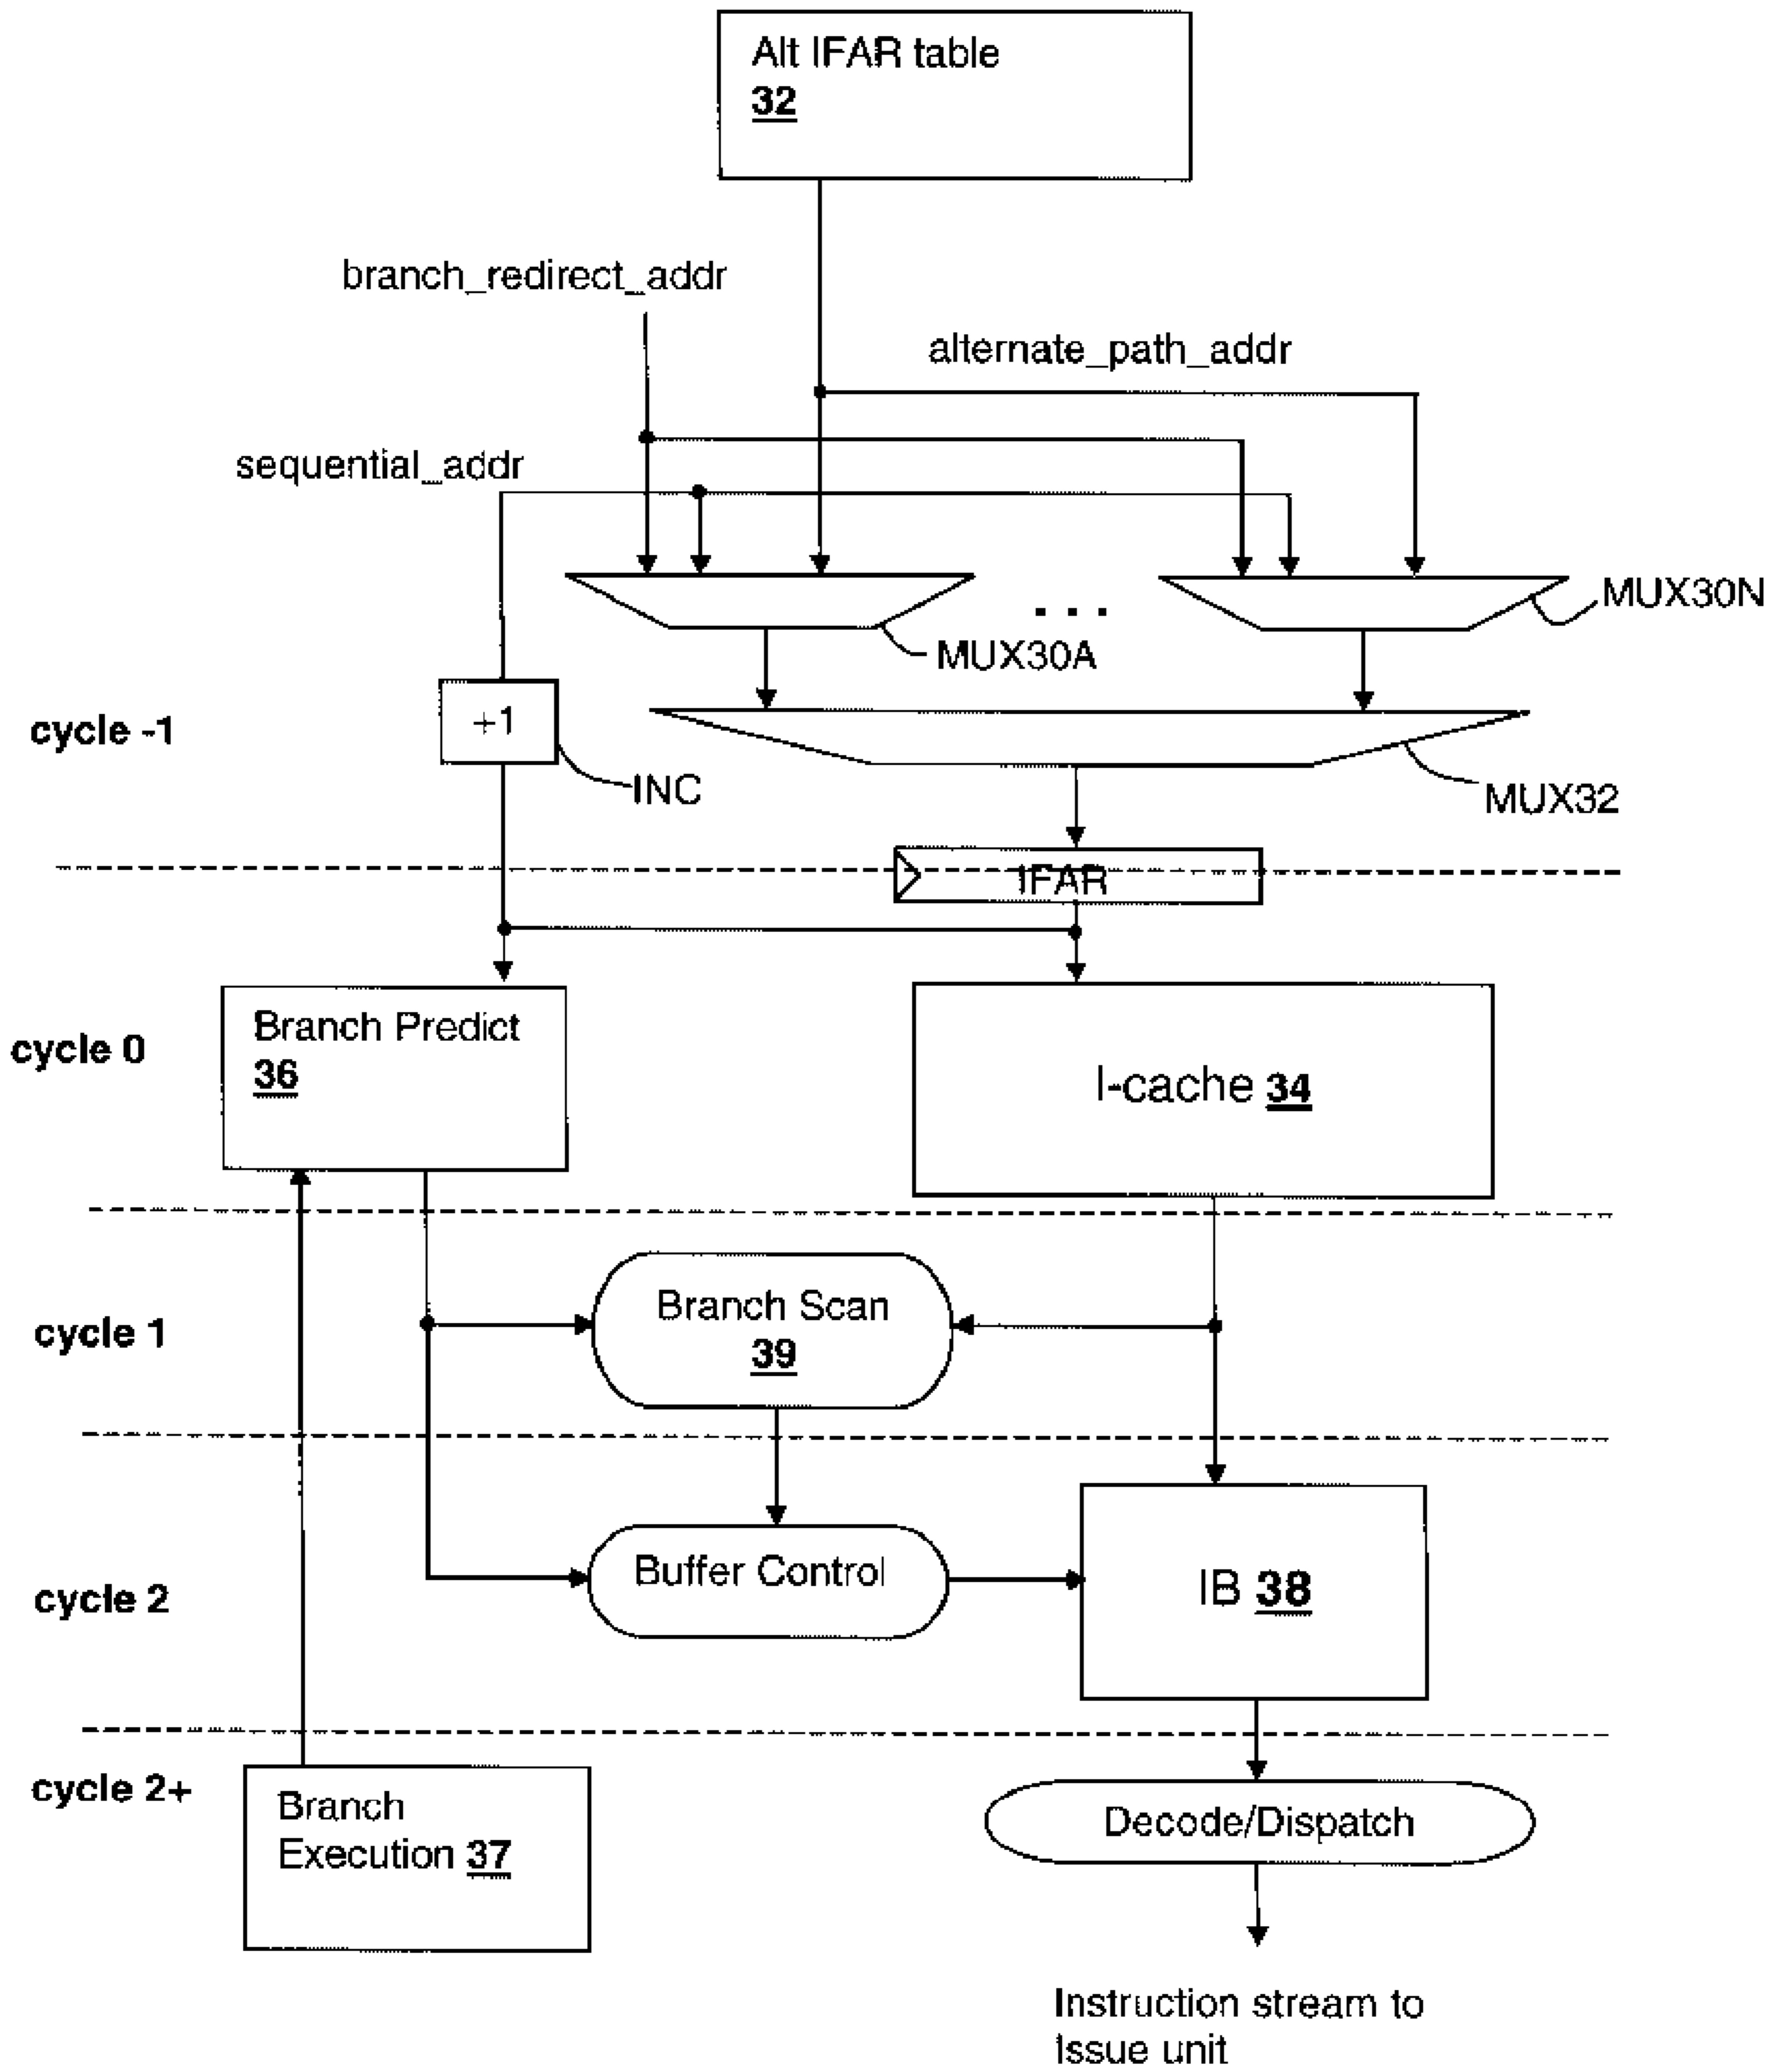 Alt IFAR table
32
branch_redirect_addr
alternate_path_addr
sequential_addr
. . .
MUX30N
MUX30A
cycle -1
+1
INC
MUX32
IFAR
Branch Predict
36
cycle 0
I-cache 34
Branch Scan
39
cycle 1
Buffer Control
IB 38
cycle 2
cycle 2+
Branch
Execution 37
Decode/Dispatch
Instruction stream to
Issue unit